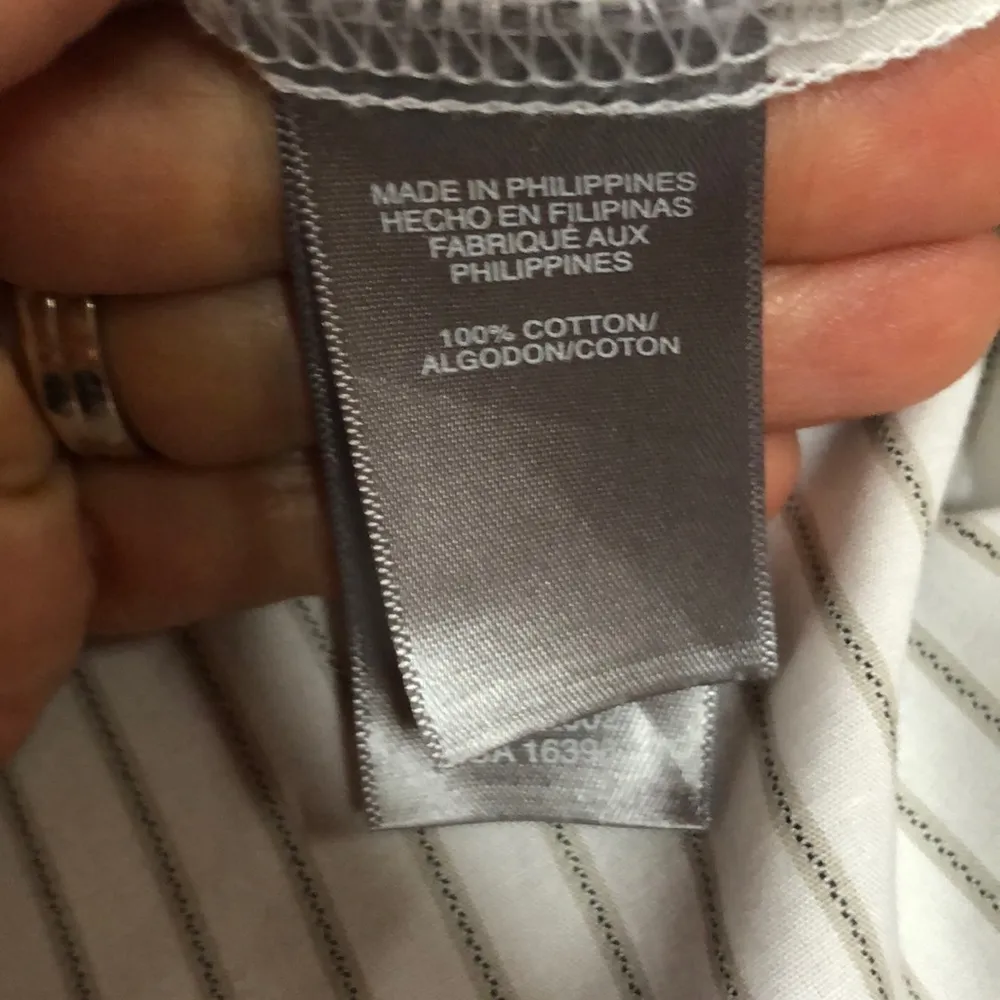 MADE IN PHILIPPINES
HECHO EN FILIPINAS
FABRIQUÉ AUX
PHILIPPINES
100% COTTON/
ALGODON/COTON